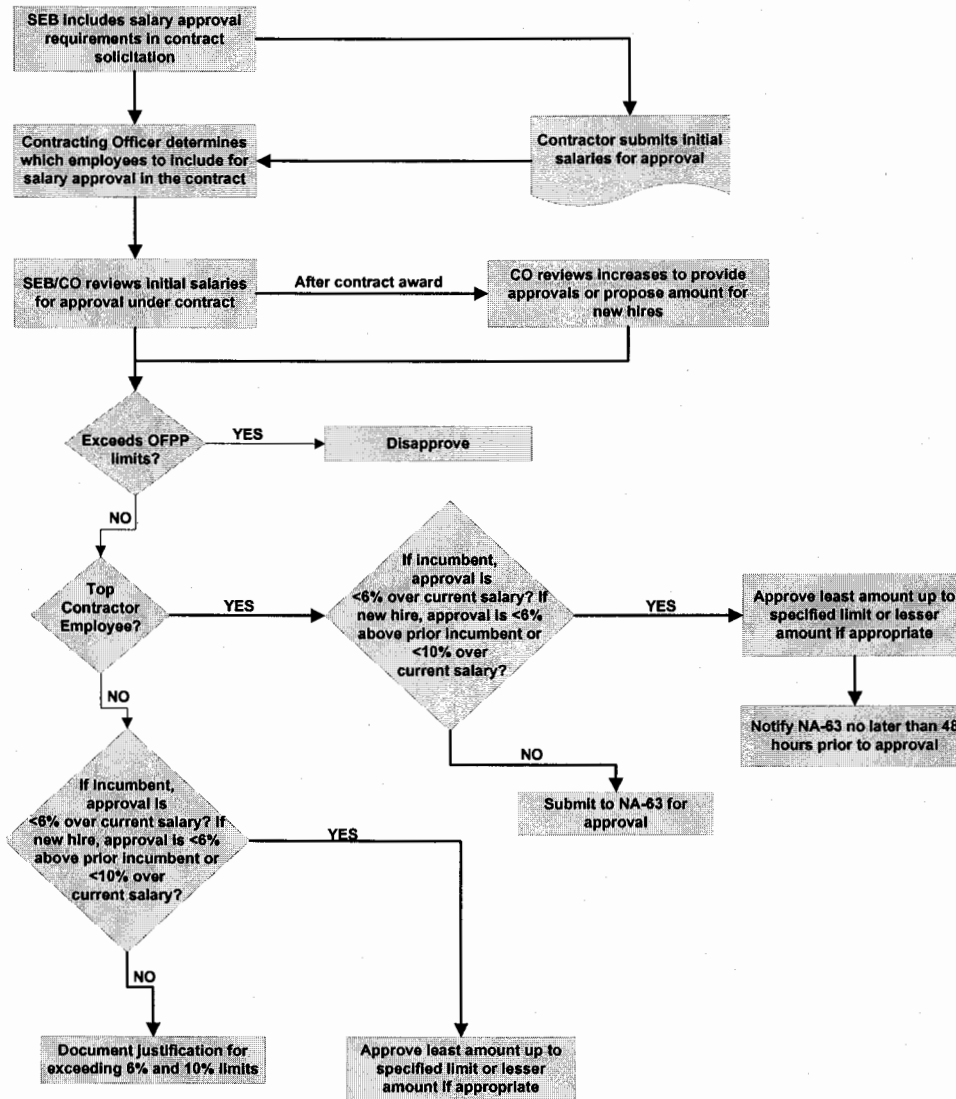 SEB includes salary approval
requirements in contract
solicitation
Contracting Officer determines
which employees to include for
salary approval in the contract
Contractor submits initial
salaries for approval
SEB/CO reviews initial salaries
for approval under contract
After contract award
CO reviews increases to provide
approvals or propose amount for
new hires
Exceeds OFPP
limits?
YES
Disapprove
NO
Top
Contractor
Employee?
YES
If incumbent,
approval is
<6% over current salary? If
new hire, approval is <6%
above prior incumbent or
<10% over
current salary?
YES
Approve least amount up to
specified limit or lesser
amount if appropriate
Notify NA-63 no later than 48
hours prior to approval
NO
Submit to NA-63 for
approval
NO
If incumbent,
approval is
<6% over current salary? If
new hire, approval is <6%
above prior incumbent or
<10% over
current salary?
YES
NO
Document justification for
exceeding 6% and 10% limits
Approve least amount up to
specified limit or lesser
amount if appropriate